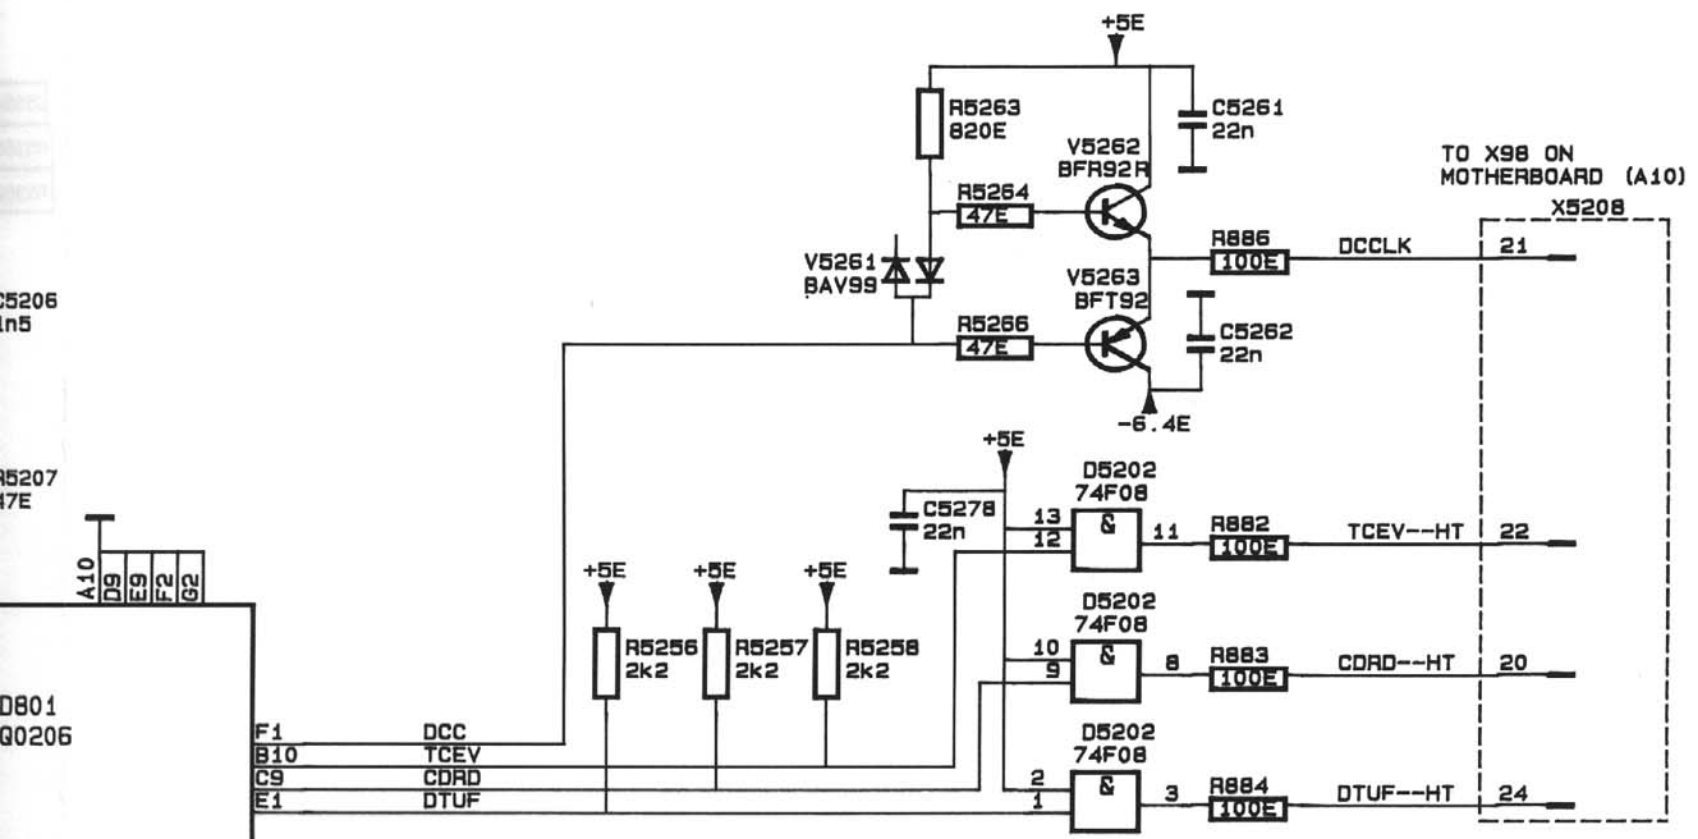 +5E
R5263
820E
C5261
22n
V5262
BFR92R
TO X98 ON
MOTHERBOARD (A10)
X5208
R5264
47E
R886
100E
DCCLK
21
V5261
BAV99
V5263
BFT92
C5206
1n5
R5266
47E
C5262
22n
-6.4E
+5E
R5207
47E
D5202
74F08
C5278
22n
13
12
&
11
R882
100E
TCEV--HT
22
A10
D9
E9
F2
G2
+5E
+5E
+5E
R5256
2k2
R5257
2k2
R5258
2k2
D5202
74F08
10
9
&
8
R883
100E
CDRD--HT
20
D801
Q0206
F1
DCC
B10
TCEV
C9
CDRD
E1
DTUF
D5202
74F08
2
1
&
3
R884
100E
DTUF--HT
24